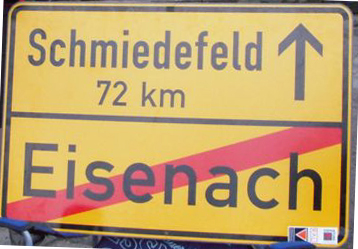 Schmiedefeld
72 km
Eisenach